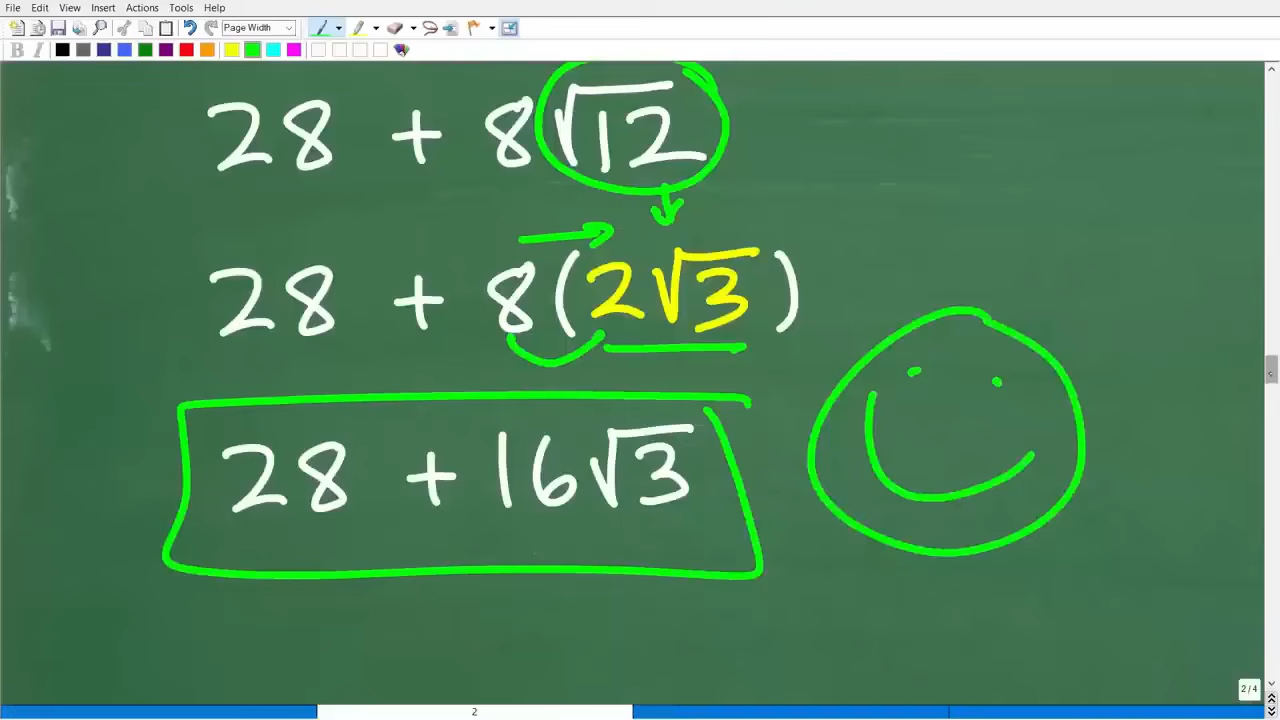 File Edit View Insert Actions Tools Help
Page Width
B I
28 + 8√12
28 + 8(2√3)
28 + 16√3
2/4
2